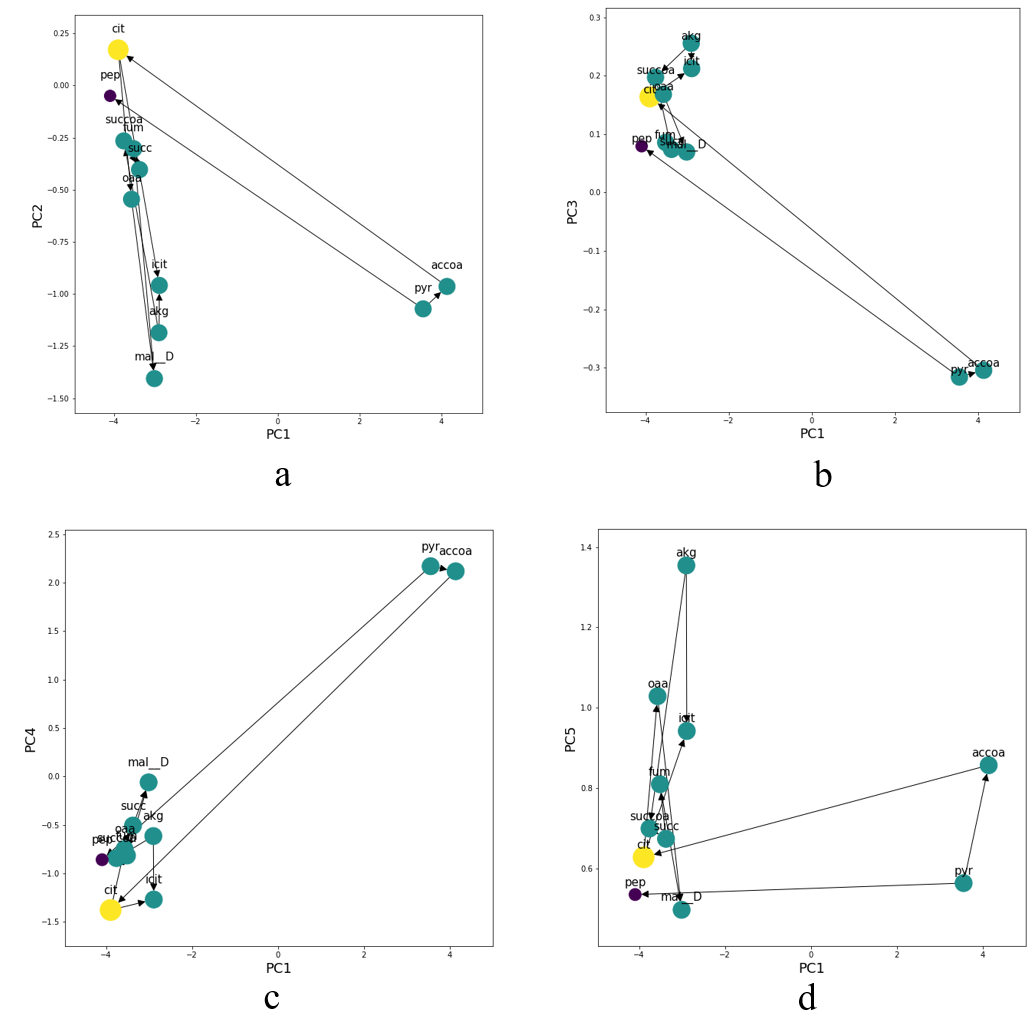 cit
0.25
pep
0.00
succoa
fum
−0.25
succ
oaa
−0.50
PC2
−0.75
icit
accoa
pyr
−1.00
akg
−1.25
mal__D
−1.50
−4
−2
0
2
4
PC1
a
0.3
akg
icit
succoa
0.2
cit
oaa
fum
succ
0.1
pep
mal__D
0.0
PC3
−0.1
−0.2
−0.3
accoa
pyr
−4
−2
0
2
4
PC1
b
2.5
pyr
accoa
2.0
1.5
1.0
PC4
0.5
mal__D
0.0
succ
akg
−0.5
oaa
fum
pep
succoa
−1.0
icit
cit
−1.5
−4
−2
0
2
4
PC1
c
1.4
akg
1.2
oaa
1.0
icit
PC5
accoa
fum
0.8
succoa
succ
cit
0.6
pep
pyr
mal__D
−4
−2
0
2
4
PC1
d